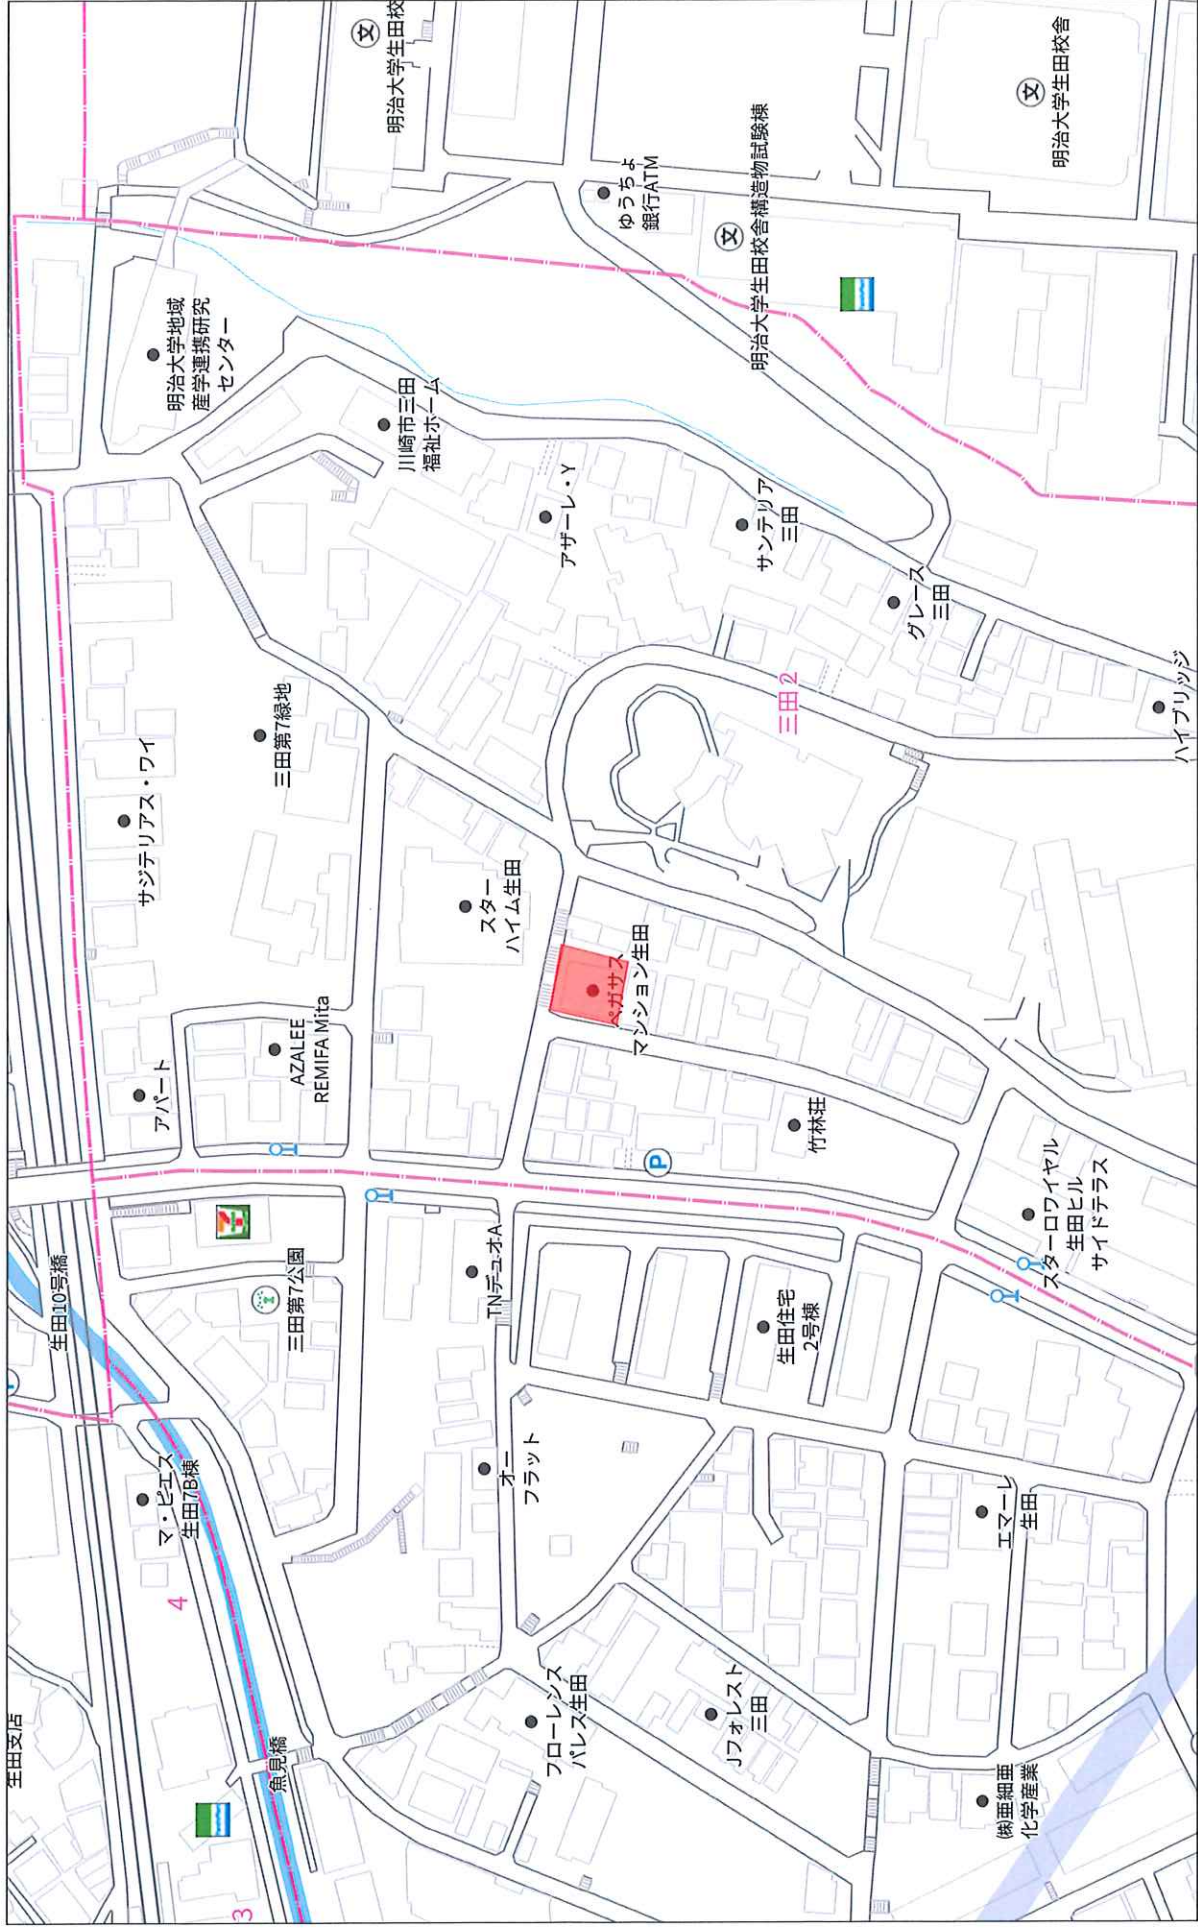 生田支店
3
4
魚見橋
マ・ピエス
生田7B棟
生田10号橋
三田第7公園
7
アパート
AZALEE
REMIFA Mita
サジテリアス・ワイ
三田第7緑地
明治大学地域
産学連携研究
センター
川崎市三田
福祉ホーム
文
明治大学生田校
ゆうちょ
銀行ATM
文
明治大学生田校舎構造物試験棟
文
明治大学生田校舎
フローレンス
パレス生田
オー
フラット
TNデュオA
スター
ハイム生田
ペガサス
マンション生田
アザーレ・Y
サンテリア
三田
三田2
グレース
三田
ハイブリッジ
P
竹林荘
生田住宅
2号棟
Jフォレスト
三田
エマーレ
生田
スターロワイヤル
生田ヒル
サイドテラス
㈱亜細亜
化学産業